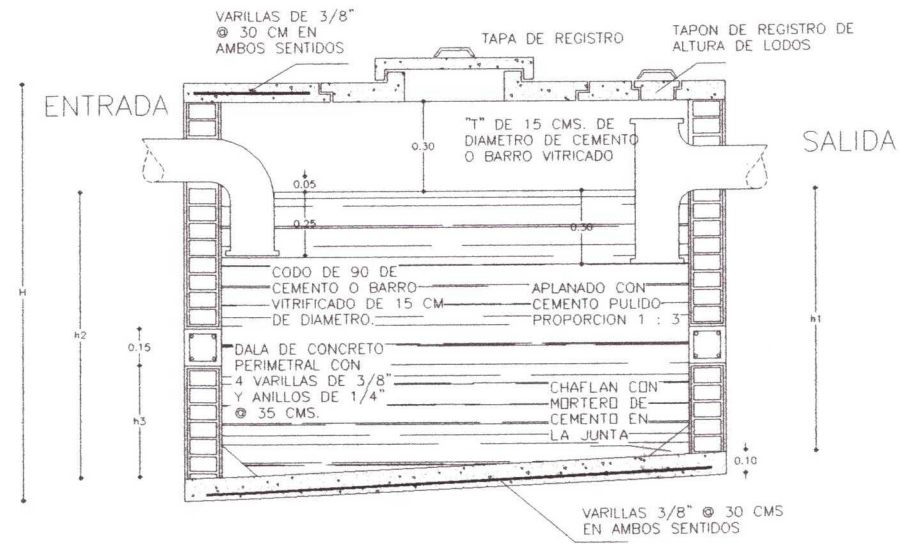 VARILLAS DE 3/8"
@ 30 CM EN
AMBOS SENTIDOS
TAPA DE REGISTRO
TAPON DE REGISTRO DE
ALTURA DE LODOS
ENTRADA
"T" DE 15 CMS. DE
DIAMETRO DE CEMENTO
O BARRO VITRICADO
SALIDA
0.30
0.05
0.25
0.30
CODO DE 90 DE
CEMENTO O BARRO
VITRIFICADO DE 15 CM
DE DIAMETRO.
APLANADO CON
CEMENTO PULIDO
PROPORCION 1 : 3
H
h2
h1
0.15
DALA DE CONCRETO
PERIMETRAL CON
4 VARILLAS DE 3/8"
Y ANILLOS DE 1/4"
@ 35 CMS.
h3
CHAFLAN CON
MORTERO DE
CEMENTO EN
LA JUNTA
0.10
VARILLAS 3/8" @ 30 CMS
EN AMBOS SENTIDOS